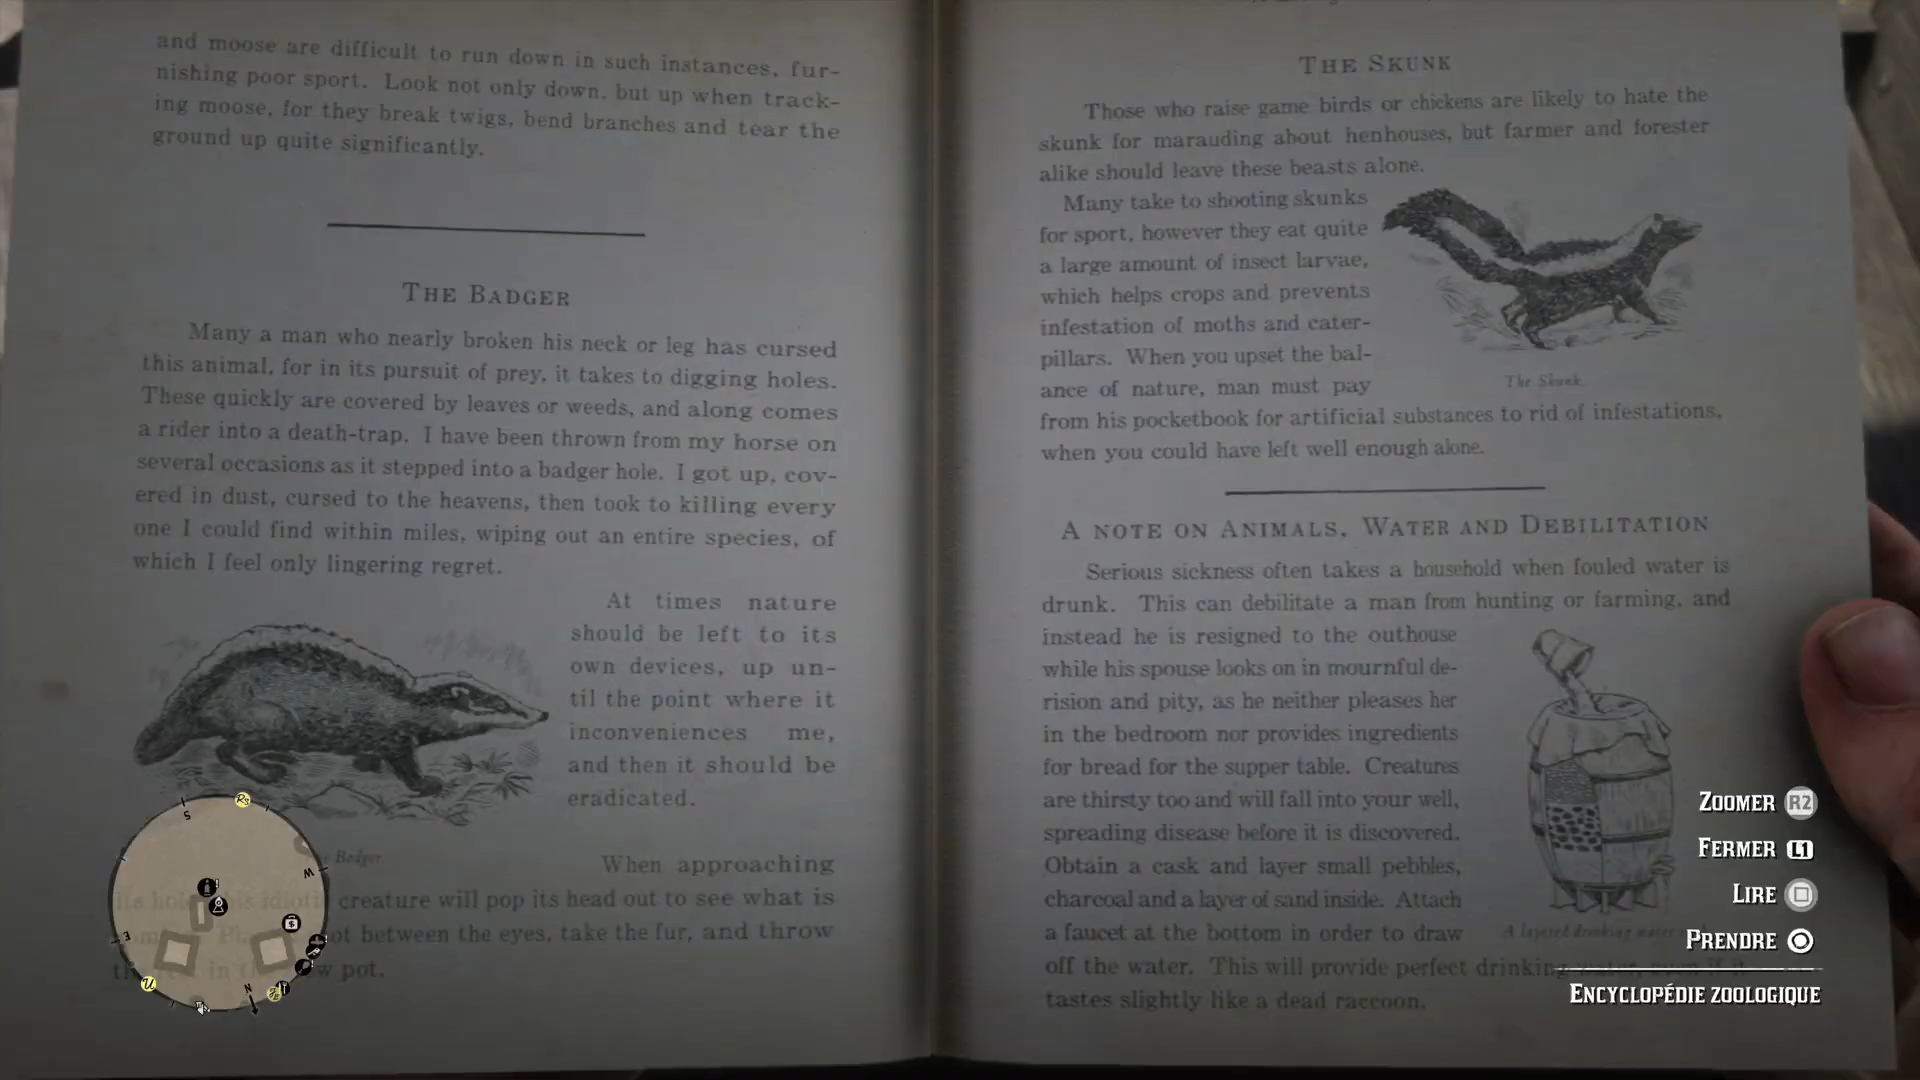 and moose are difficult to run down in such instances, fur-
nishing poor sport. Look not only down, but up when track-
ing moose, for they break twigs, bend branches and tear the
ground up quite significantly.
THE BADGER
Many a man who nearly broken his neck or leg has cursed
this animal, for in its pursuit of prey, it takes to digging holes.
These quickly are covered by leaves or weeds, and along comes
a rider into a death-trap. I have been thrown from my horse on
several occasions as it stepped into a badger hole. I got up, cov-
ered in dust, cursed to the heavens, then took to killing every
one I could find within miles, wiping out an entire species, of
which I feel only lingering regret.
At times nature
should be left to its
own devices, up un-
til the point where it
inconveniences me,
and then it should be
eradicated.
Badger
When approaching
its hole this idiotic creature will pop its head out to see what is
between the eyes, take the fur, and throw
in pot.
THE SKUNK
Those who raise game birds or chickens are likely to hate the
skunk for marauding about henhouses, but farmer and forester
alike should leave these beasts alone.
Many take to shooting skunks
for sport, however they eat quite
a large amount of insect larvae,
which helps crops and prevents
infestation of moths and cater-
pillars. When you upset the bal-
ance of nature, man must pay
from his pocketbook for artificial substances to rid of infestations,
when you could have left well enough alone.
The Skunk
A NOTE ON ANIMALS, WATER AND DEBILITATION
Serious sickness often takes a household when fouled water is
drunk. This can debilitate a man from hunting or farming, and
instead he is resigned to the outhouse
while his spouse looks on in mournful de-
rision and pity, as he neither pleases her
in the bedroom nor provides ingredients
for bread for the supper table. Creatures
are thirsty too and will fall into your well,
spreading disease before it is discovered.
Obtain a cask and layer small pebbles,
charcoal and a layer of sand inside. Attach
a faucet at the bottom in order to draw
off the water. This will provide perfect drinking water, even if it
tastes slightly like a dead raccoon.
A layered drinking water
ZOOMER R2
FERMER L1
LIRE
PRENDRE
ENCYCLOPÉDIE ZOOLOGIQUE
S
W
E
N